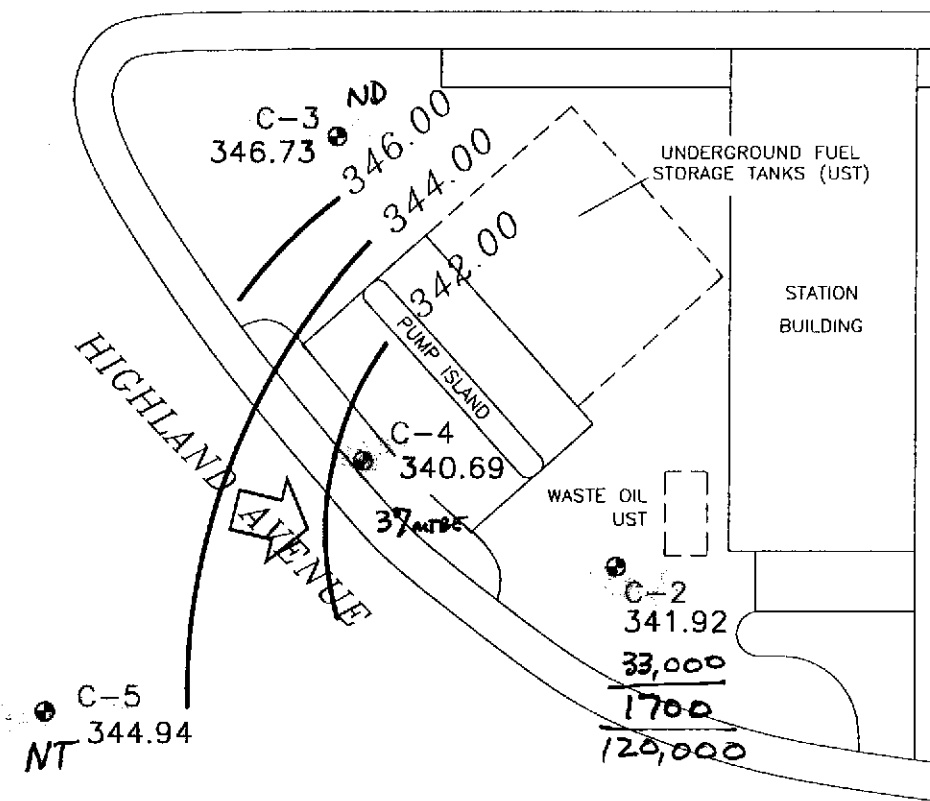 ND
C-3
346.73
346.00
344.00
342.00
UNDERGROUND FUEL
STORAGE TANKS (UST)
STATION
BUILDING
PUMP ISLAND
HIGHLAND AVENUE
C-4
340.69
37 MTBE
WASTE OIL
UST
C-2
341.92
33,000
1700
120,000
C-5
344.94
NT